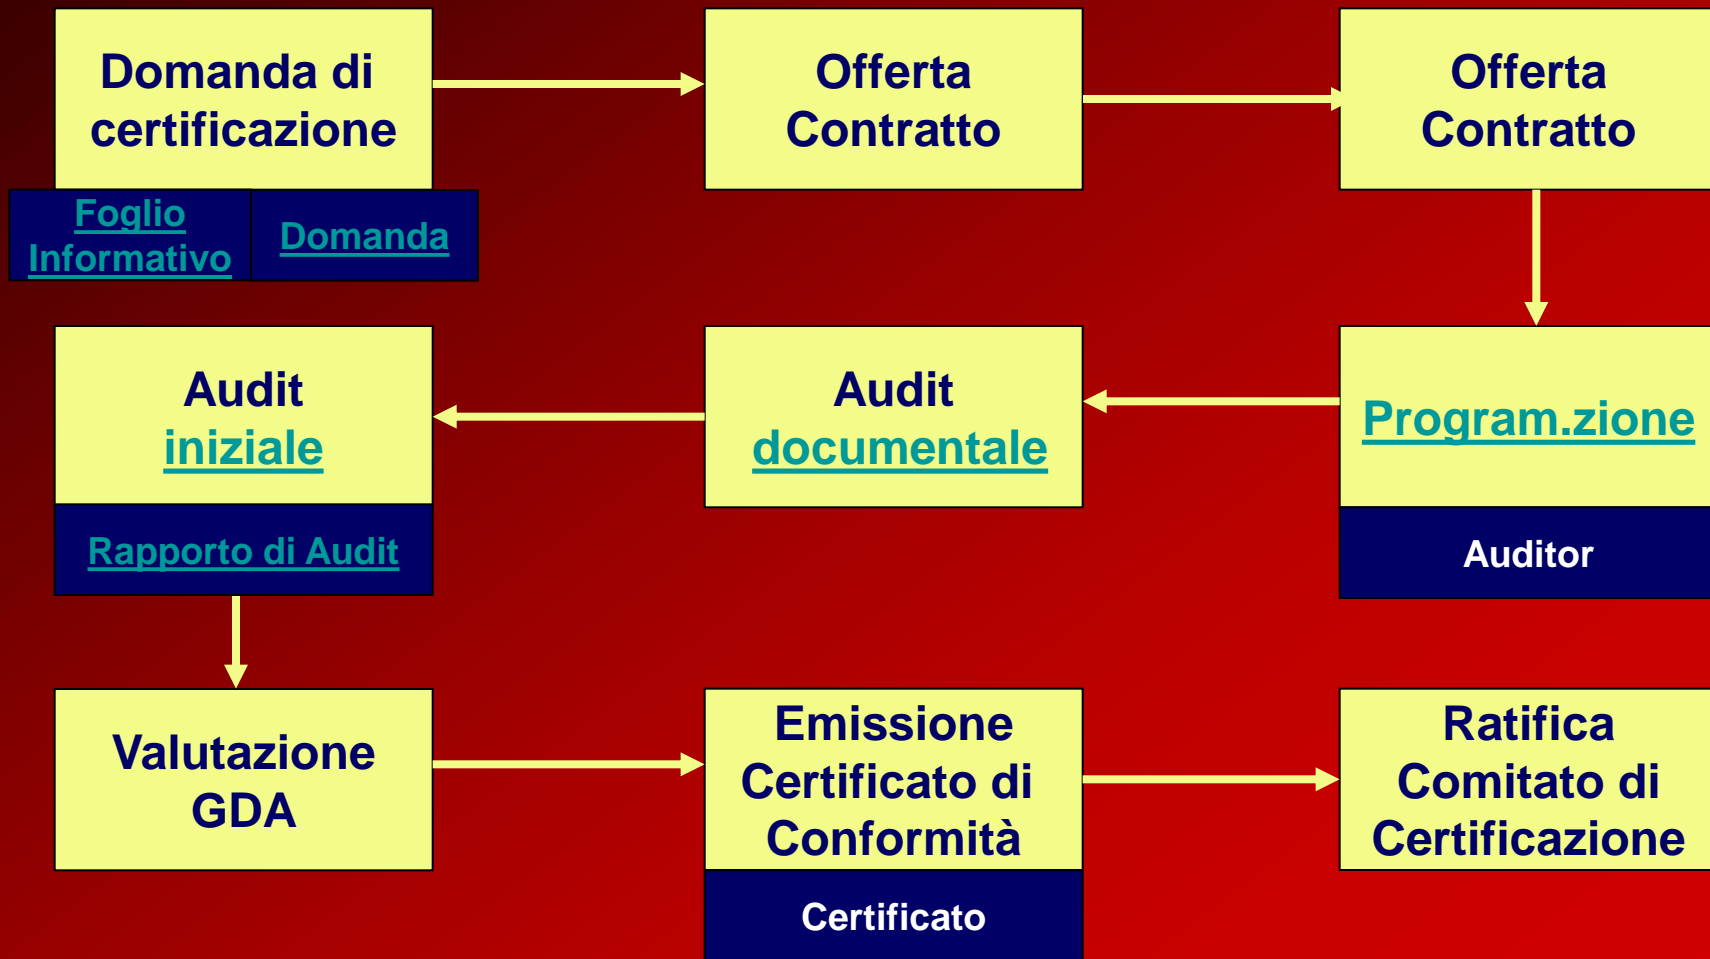 Domanda di
certificazione
Foglio
Informativo
Domanda
Offerta
Contratto
Offerta
Contratto
Audit
iniziale
Rapporto di Audit
Audit
documentale
Program.zione
Auditor
Valutazione
GDA
Emissione
Certificato di
Conformità
Certificato
Ratifica
Comitato di
Certificazione